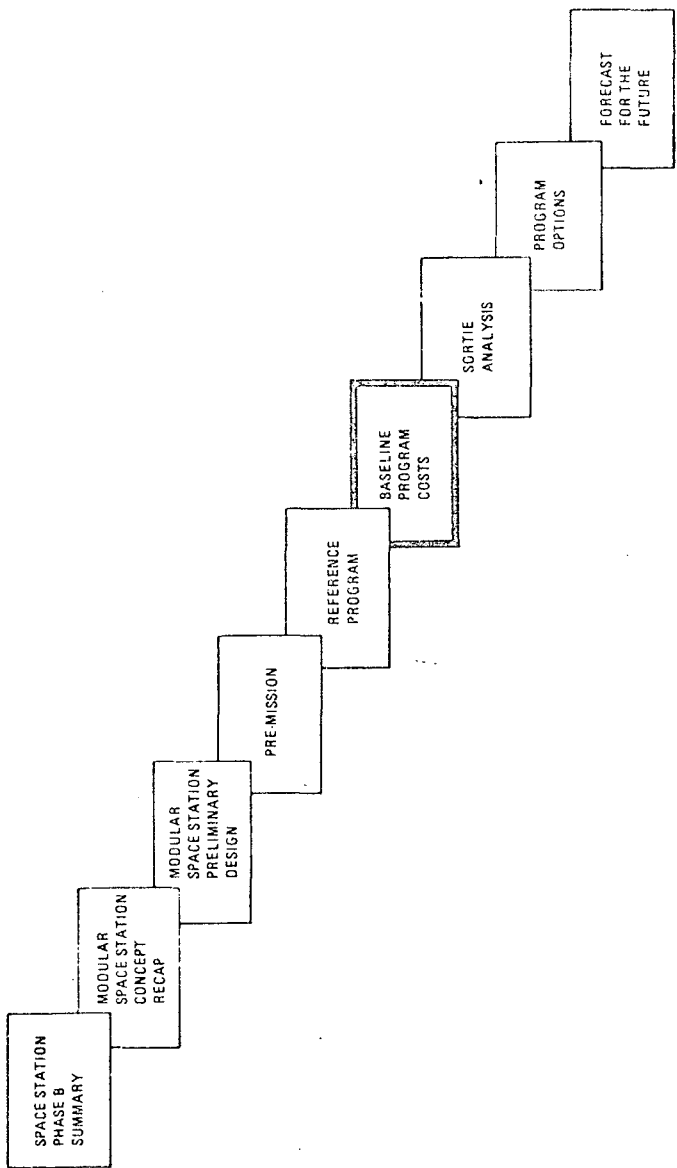 SPACE STATION
PHASE B
SUMMARY
MODULAR
SPACE STATION
CONCEPT
RECAP
MODULAR
SPACE STATION
PRELIMINARY
DESIGN
PRE-MISSION
REFERENCE
PROGRAM
BASELINE
PROGRAM
COSTS
SORTIE
ANALYSIS
PROGRAM
OPTIONS
FORECAST
FOR THE
FUTURE